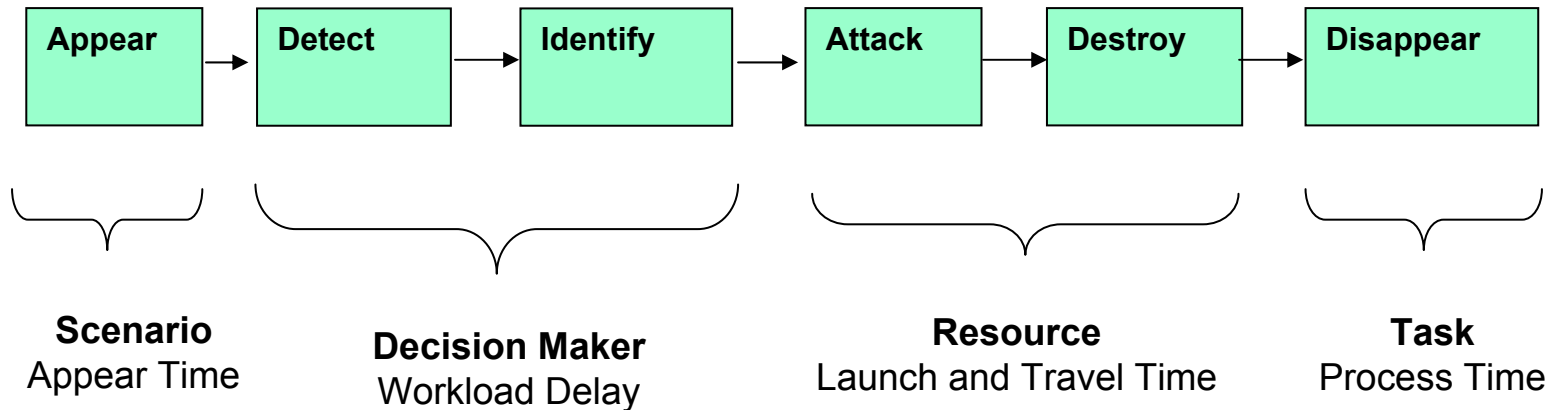 Appear
Detect
Identify
Attack
Destroy
Disappear
Scenario
Appear Time
Decision Maker
Workload Delay
Resource
Launch and Travel Time
Task
Process Time